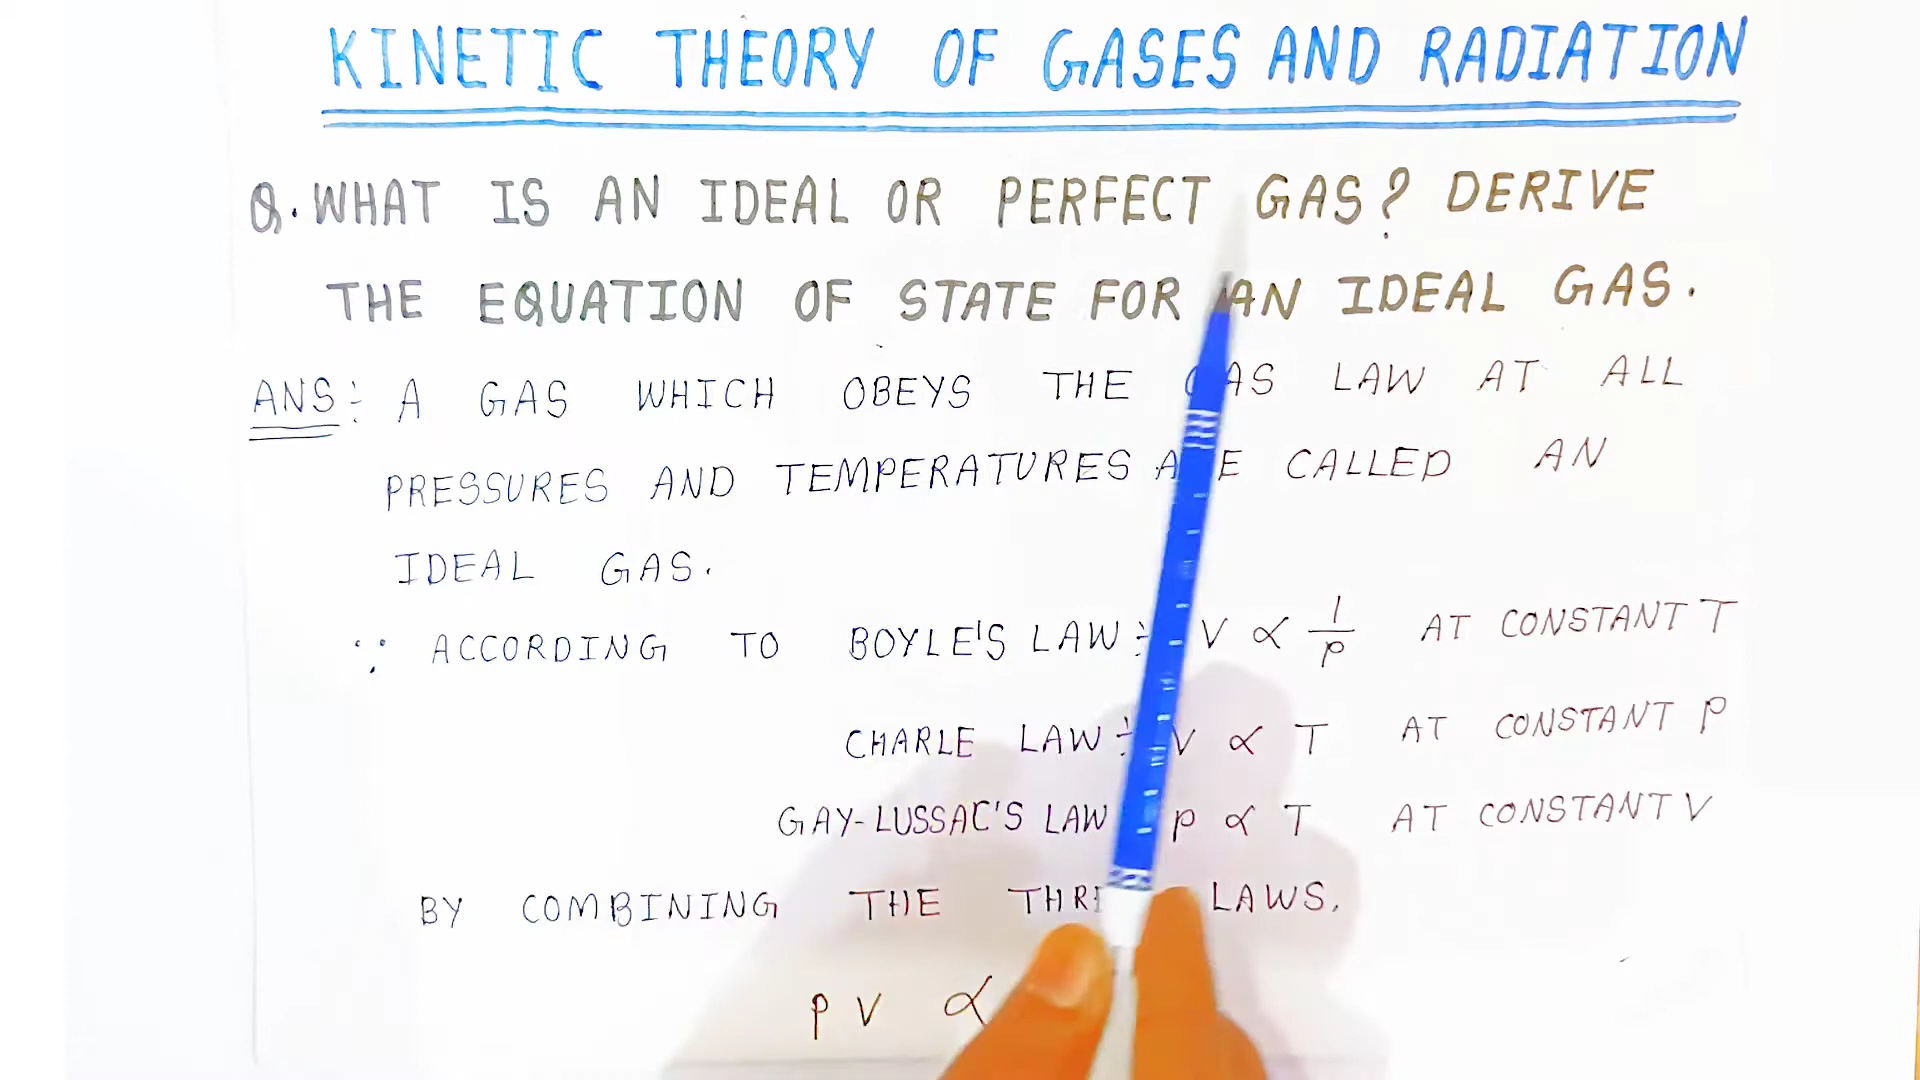 KINETIC THEORY OF GASES AND RADIATION
Q. WHAT IS AN IDEAL OR PERFECT GAS? DERIVE
THE EQUATION OF STATE FOR AN IDEAL GAS.
ANS:- A GAS WHICH OBEYS THE GAS LAW AT ALL
PRESSURES AND TEMPERATURES ARE CALLED AN
IDEAL GAS.
∵ ACCORDING TO BOYLE'S LAW÷ V ∝ 1/P AT CONSTANT T
CHARLE LAW÷ V ∝ T AT CONSTANT P
GAY-LUSSAC'S LAW P ∝ T AT CONSTANT V
BY COMBINING THE LAWS.
PV ∝